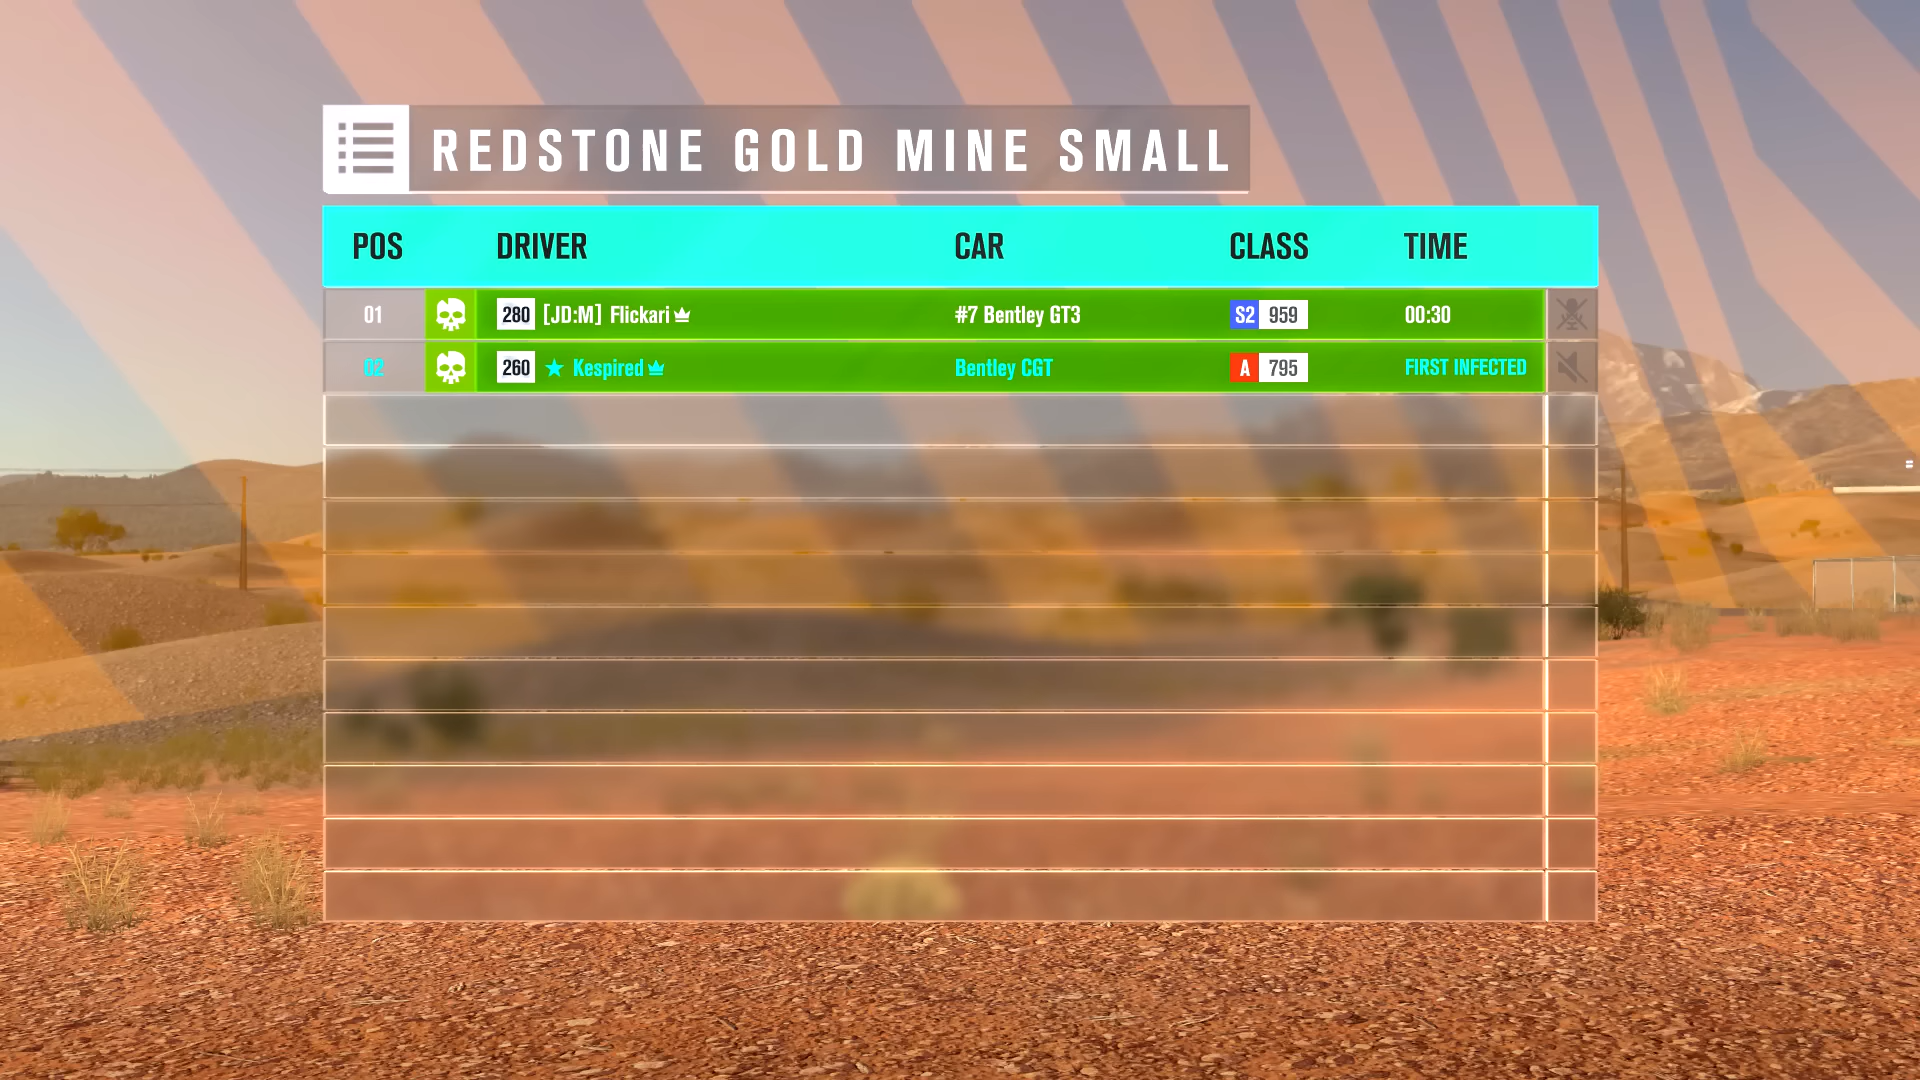 REDSTONE GOLD MINE SMALL
POS DRIVER CAR CLASS TIME
01 280 [JD:M] Flickari #7 Bentley GT3 S2 959 00:30
02 260 ★ Kespired Bentley CGT A 795 FIRST INFECTED